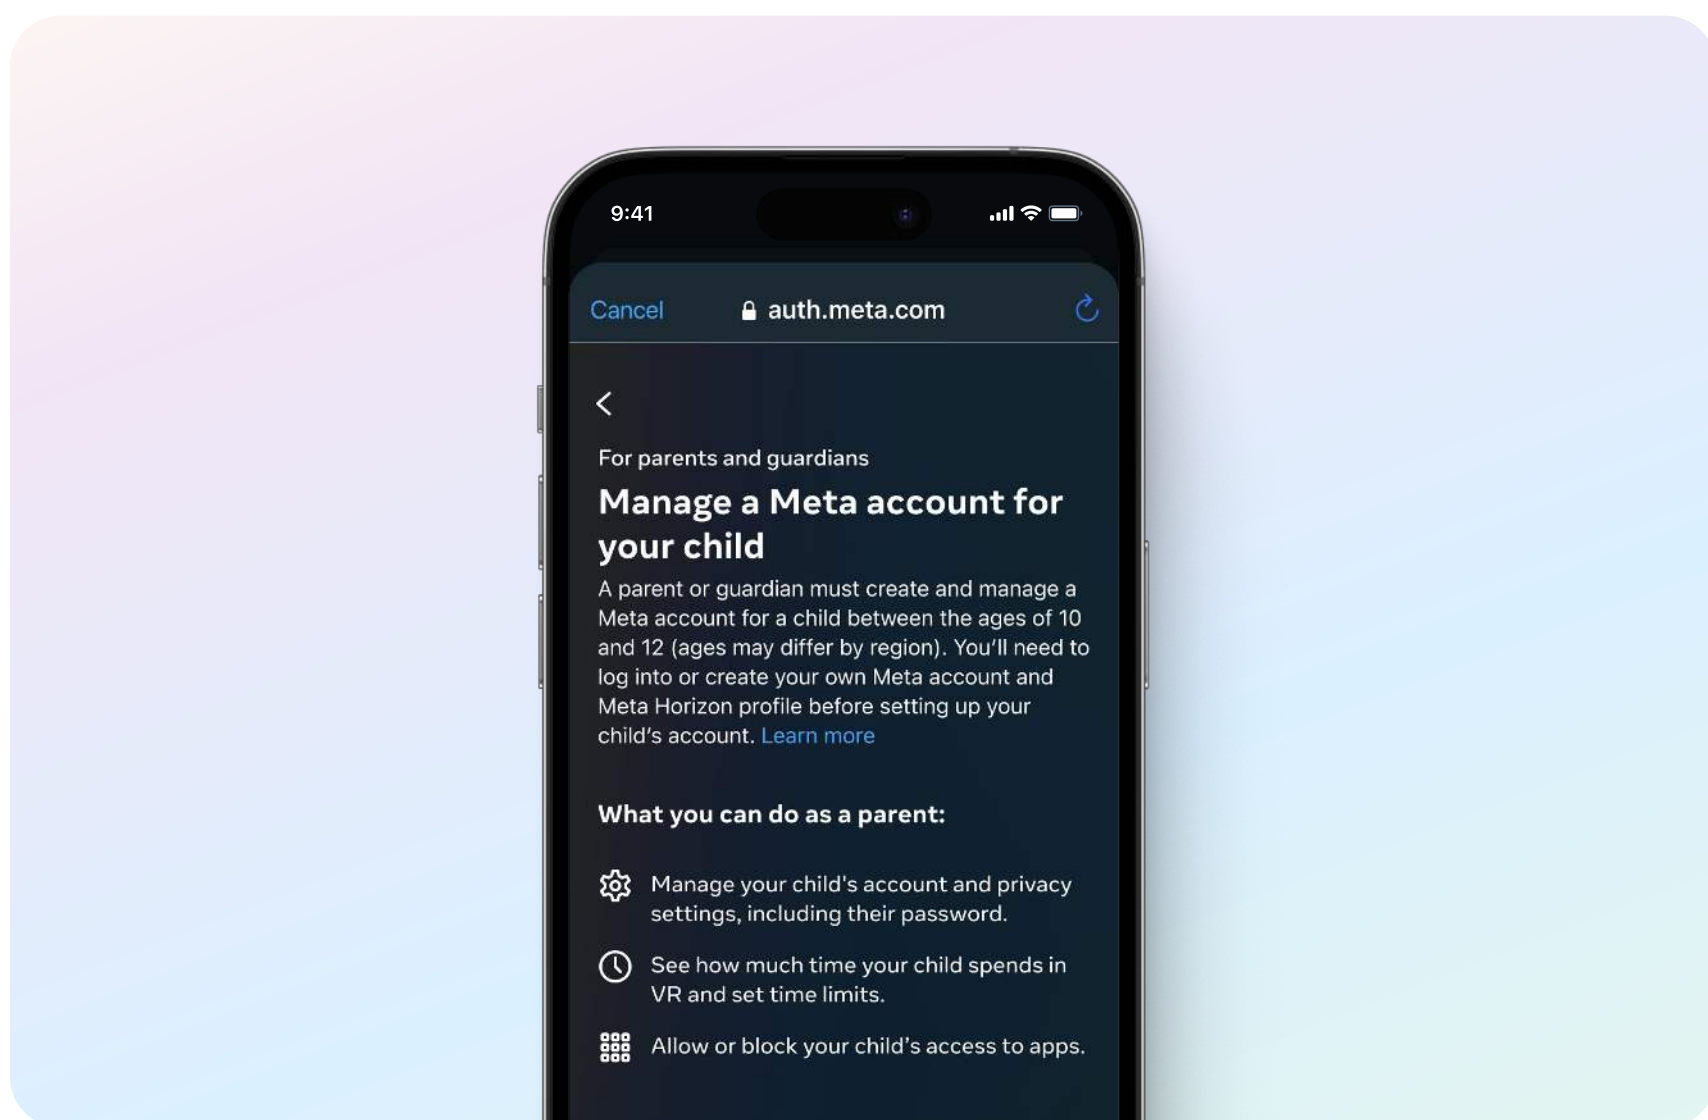 9:41
Cancel
auth.meta.com
For parents and guardians
Manage a Meta account for
your child
A parent or guardian must create and manage a
Meta account for a child between the ages of 10
and 12 (ages may differ by region). You’ll need to
log into or create your own Meta account and
Meta Horizon profile before setting up your
child’s account. Learn more
What you can do as a parent:
Manage your child's account and privacy
settings, including their password.
See how much time your child spends in
VR and set time limits.
Allow or block your child’s access to apps.